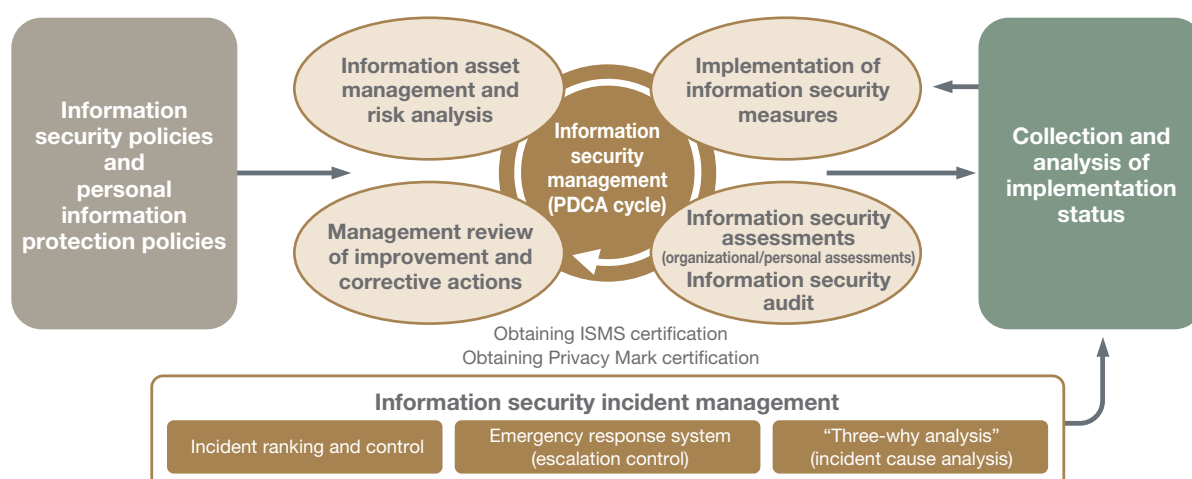 Information
security policies
and
personal
information
protection policies
Information asset
management and
risk analysis
Implementation of
information security
measures
Information
security
management
(PDCA cycle)
Management review
of improvement and
corrective actions
Information security
assessments
(organizational/personal assessments)
Information security
audit
Collection and
analysis of
implementation
status
Obtaining ISMS certification
Obtaining Privacy Mark certification
Information security incident management
Incident ranking and control
Emergency response system
(escalation control)
“Three-why analysis”
(incident cause analysis)